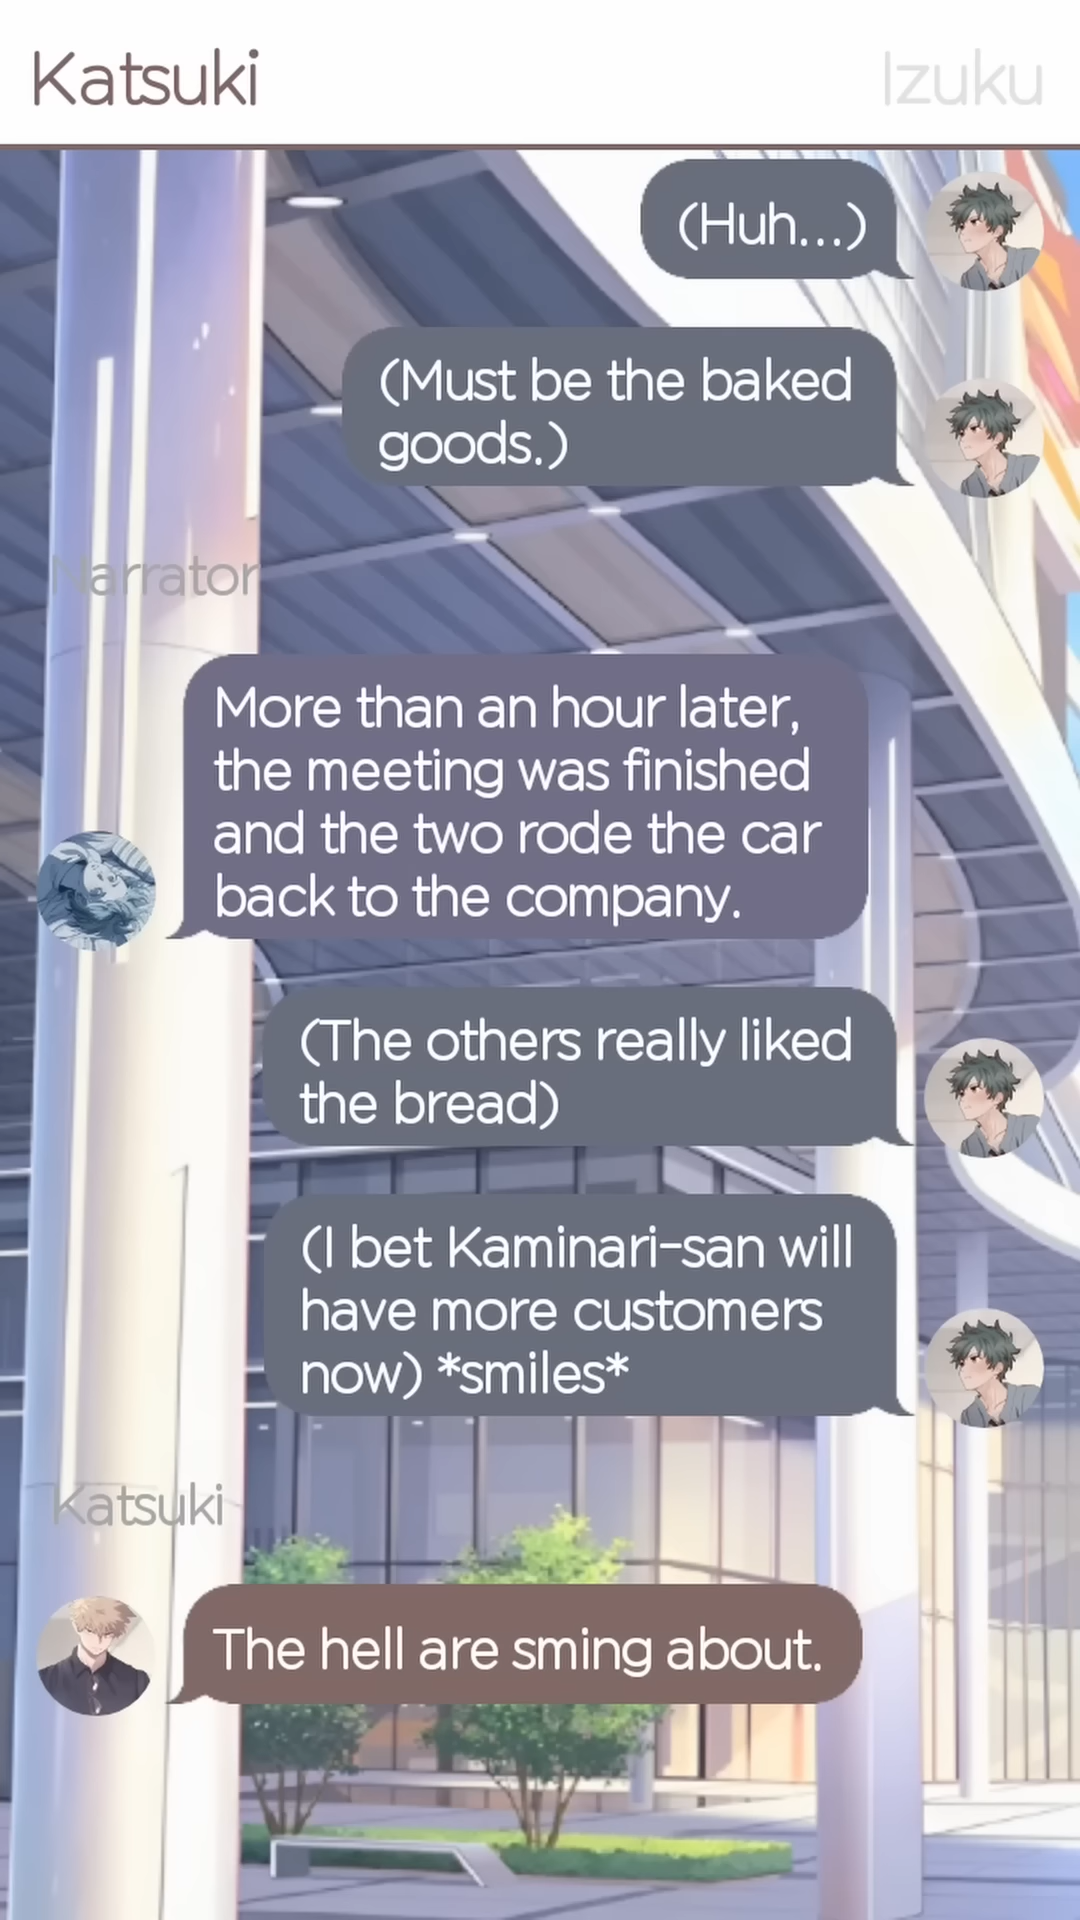 Katsuki
Izuku
(Huh...)
(Must be the baked
goods.)
Narrator
More than an hour later,
the meeting was finished
and the two rode the car
back to the company.
(The others really liked
the bread)
(I bet Kaminari-san will
have more customers
now) *smiles*
Katsuki
The hell are sming about.